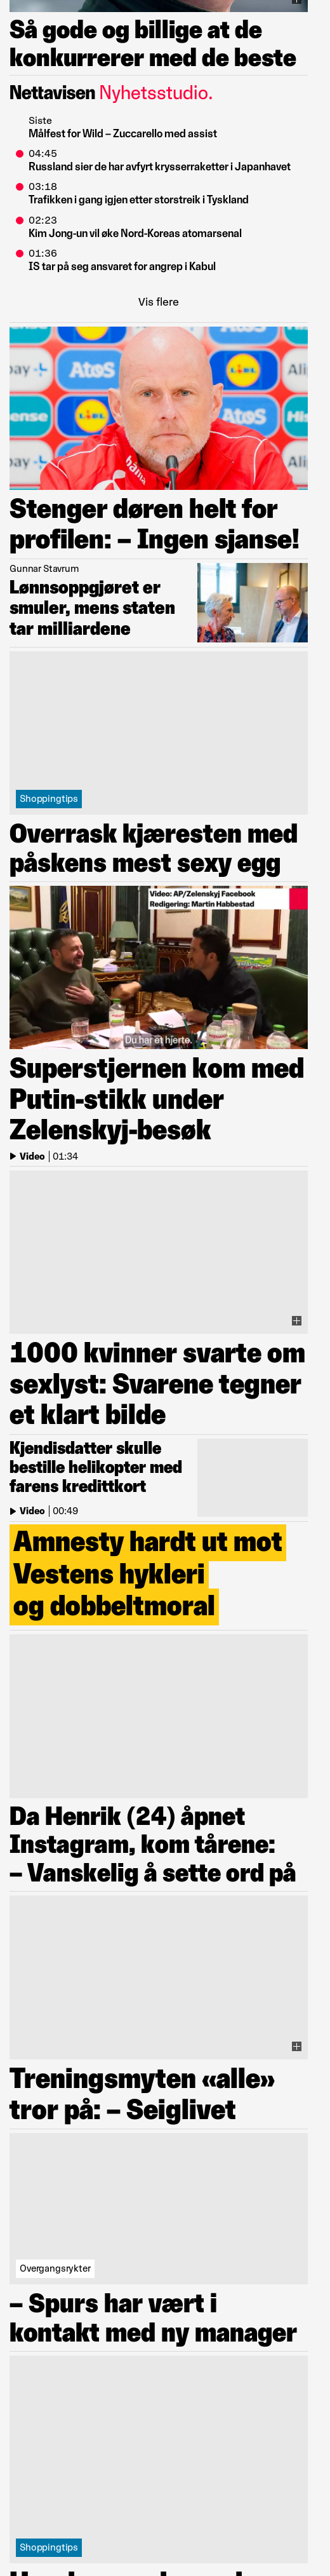 Så gode og billige at de
konkurrerer med de beste
Nettavisen Nyhetsstudio.
Siste
Målfest for Wild – Zuccarello med assist
04:45
Russland sier de har avfyrt krysserraketter i Japanhavet
03:18
Trafikken i gang igjen etter storstreik i Tyskland
02:23
Kim Jong-un vil øke Nord-Koreas atomarsenal
01:36
IS tar på seg ansvaret for angrep i Kabul
Vis flere
AtoS
LiDL
Alipay
hama
Stenger døren helt for
profilen: – Ingen sjanse!
Gunnar Stavrum
Lønnsoppgjøret er
smuler, mens staten
tar milliardene
Shoppingtips
Overrask kjæresten med
påskens mest sexy egg
Video: AP/Zelenskyj Facebook
Redigering: Martin Habbestad
Du har et hjerte.
Superstjernen kom med
Putin-stikk under
Zelenskyj-besøk
Video | 01:34
1000 kvinner svarte om
sexlyst: Svarene tegner
et klart bilde
Kjendisdatter skulle
bestille helikopter med
farens kredittkort
Video | 00:49
Amnesty hardt ut mot
Vestens hykleri
og dobbeltmoral
Da Henrik (24) åpnet
Instagram, kom tårene:
– Vanskelig å sette ord på
Treningsmyten «alle»
tror på: – Seiglivet
Overgangsrykter
– Spurs har vært i
kontakt med ny manager
Shoppingtips